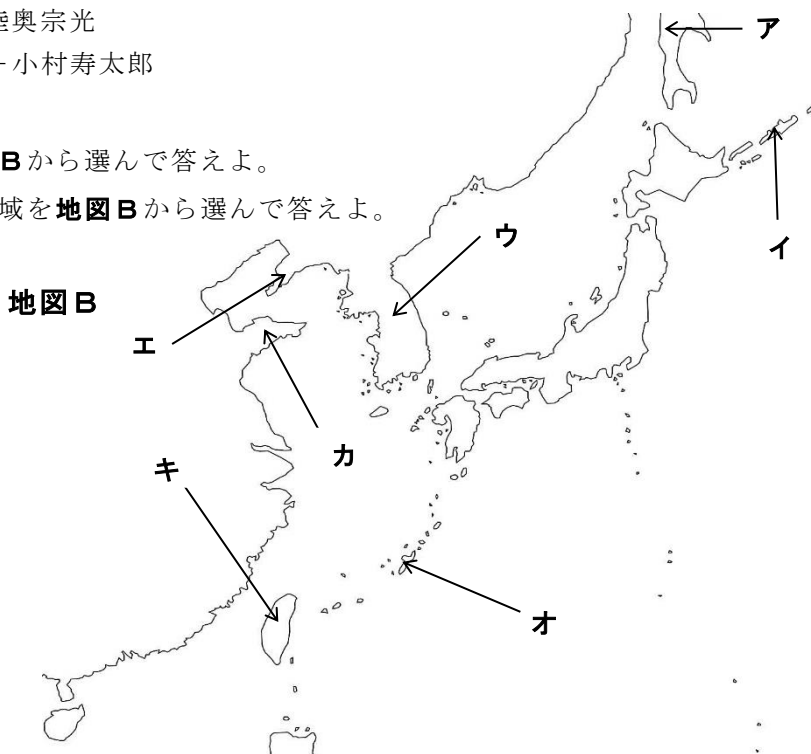 陸奥宗光
－小村寿太郎
Ｂから選んで答えよ。
域を地図Ｂから選んで答えよ。
地図Ｂ
ア
イ
ウ
エ
オ
カ
キ